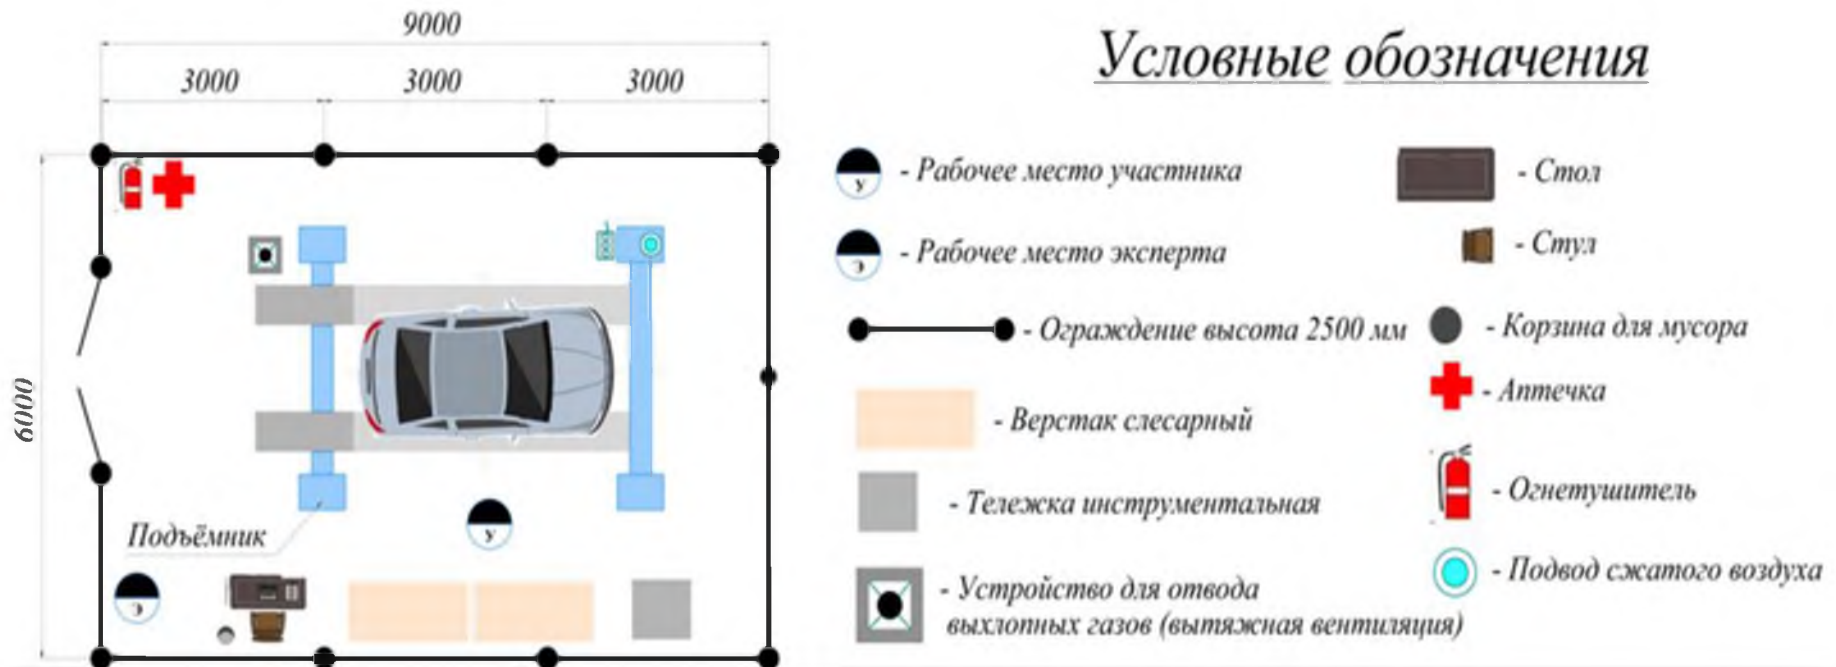 9000
3000 3000 3000
6000
Подъёмник
У
Э
Условные обозначения
У - Рабочее место участника
Э - Рабочее место эксперта
- Ограждение высота 2500 мм
- Верстак слесарный
- Тележка инструментальная
- Устройство для отвода
выхлопных газов (вытяжная вентиляция)
- Стол
- Стул
- Корзина для мусора
- Аптечка
- Огнетушитель
- Подвод сжатого воздуха